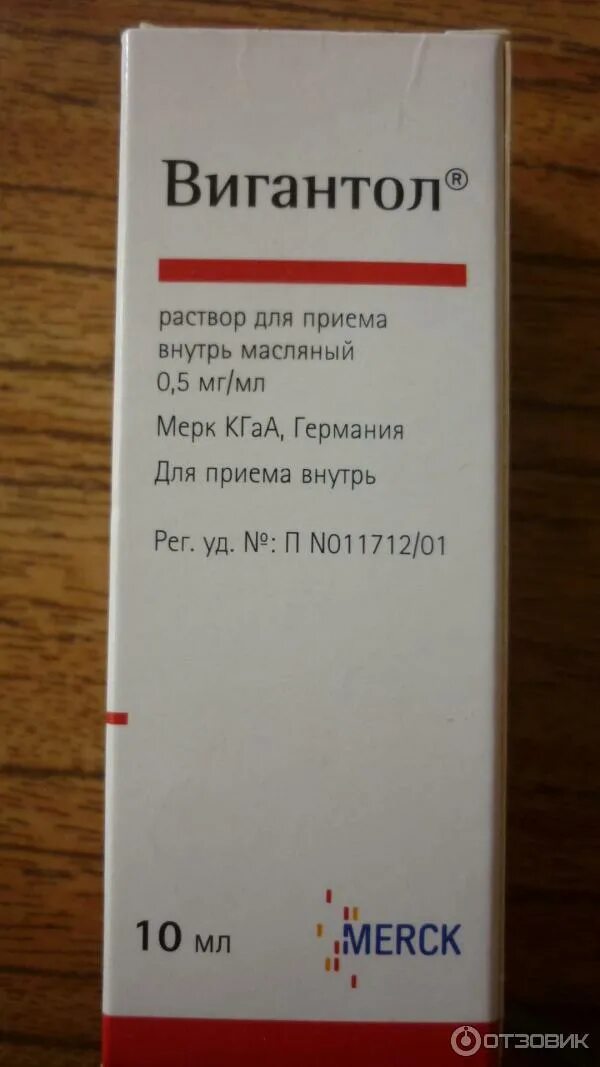 Вигантол®
раствор для приема
внутрь масляный
0,5 мг/мл
Мерк КГаА, Германия
Для приема внутрь
Рег. уд. №: П N011712/01
10 мл
MERCK
ОТЗОВИК